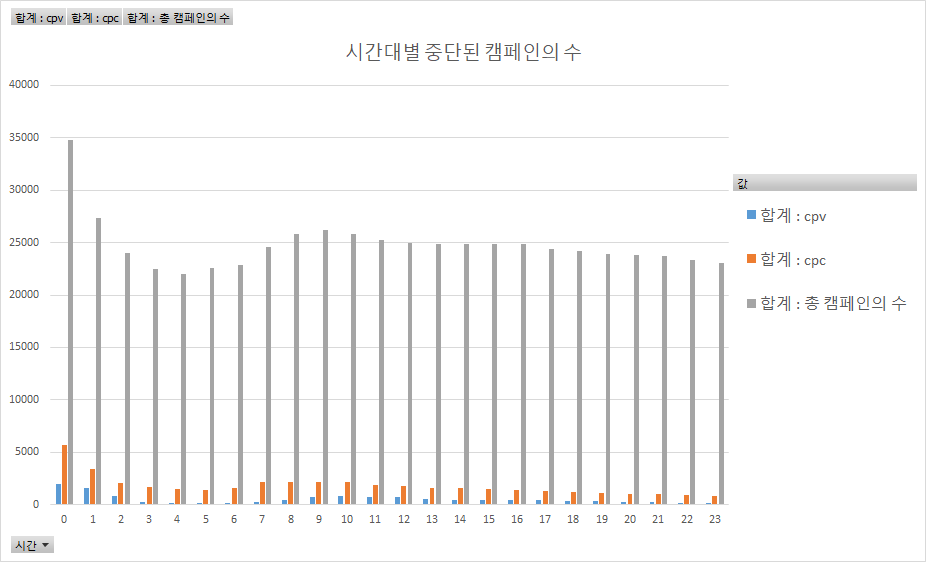 합계 : cpv 합계 : cpc 합계 : 총 캠페인의 수
시간대별 중단된 캠페인의 수
40000
35000
30000
25000
20000
15000
10000
5000
0
0 1 2 3 4 5 6 7 8 9 10 11 12 13 14 15 16 17 18 19 20 21 22 23
값
합계 : cpv
합계 : cpc
합계 : 총 캠페인의 수
시간